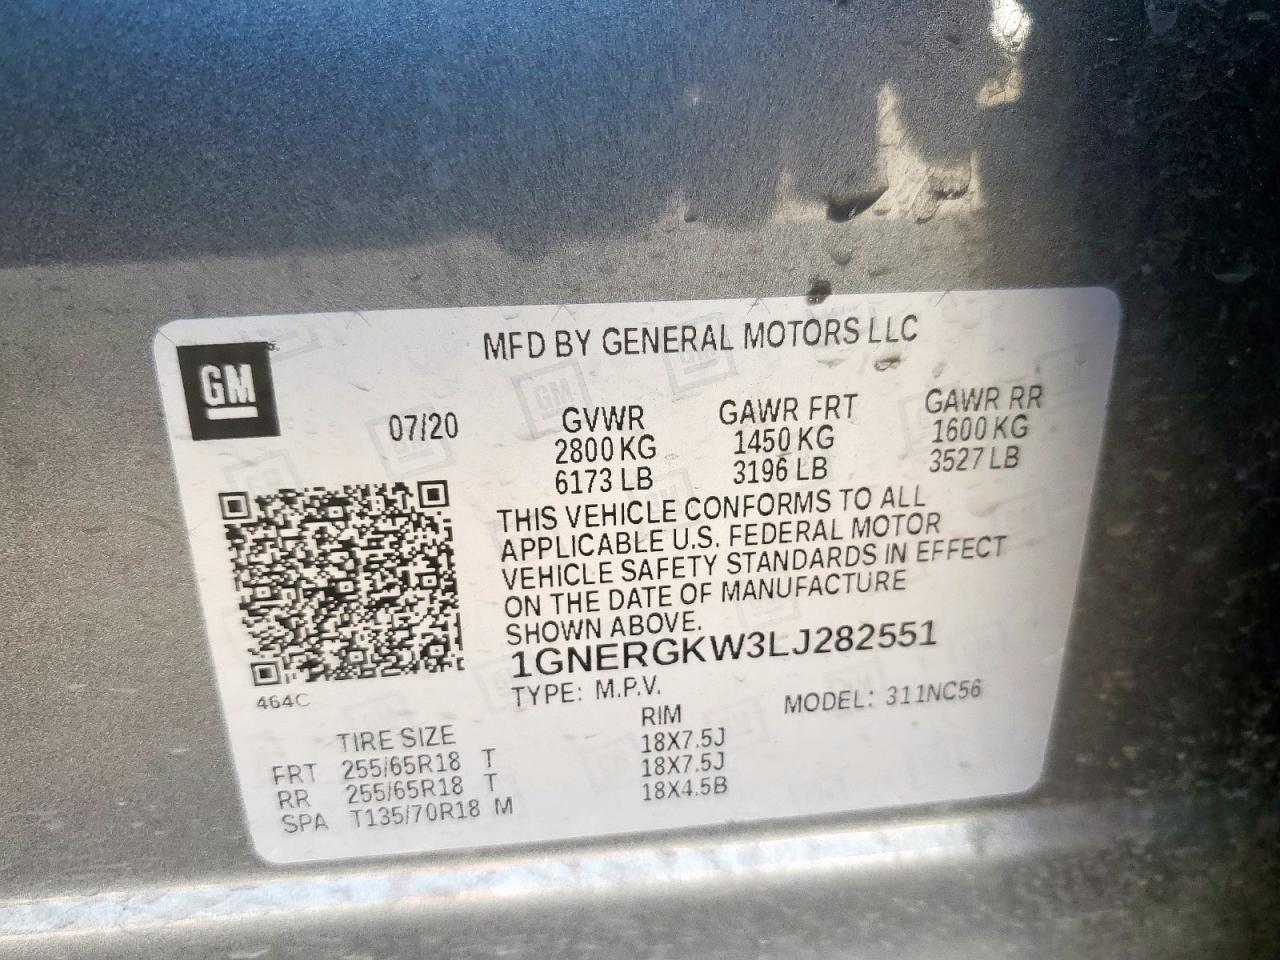 MFD BY GENERAL MOTORS LLC
GM
07/20
GVWR GAWR FRT GAWR RR
2800 KG 1450 KG 1600 KG
6173 LB 3196 LB 3527 LB
THIS VEHICLE CONFORMS TO ALL
APPLICABLE U.S. FEDERAL MOTOR
VEHICLE SAFETY STANDARDS IN EFFECT
ON THE DATE OF MANUFACTURE
SHOWN ABOVE.
1GNERGKW3LJ282551
464C
TYPE: M.P.V. MODEL: 311NC56
TIRE SIZE RIM
FRT 255/65R18 T 18X7.5J
RR 255/65R18 T 18X7.5J
SPA T135/70R18 M 18X4.5B